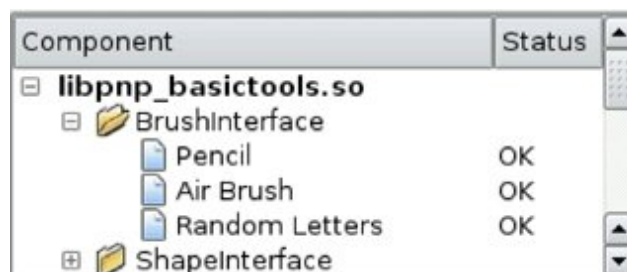 Component Status
libpnp_basictools.so
BrushInterface
Pencil OK
Air Brush OK
Random Letters OK
ShapeInterface